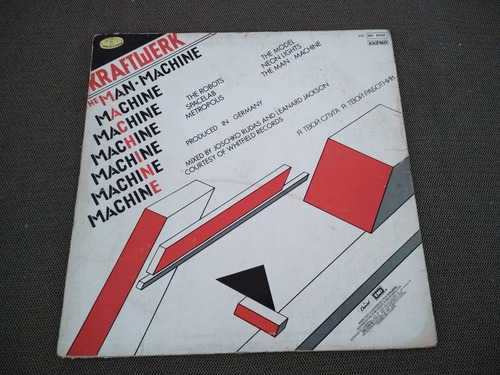 KRAFTWERK
THE MAN·MACHINE
MACHINE
MACHINE
MACHINE
MACHINE
MACHINE
MACHINE
MACHINE
THE ROBOTS
SPACELAB
METROPOLIS
THE MODEL
NEON LIGHTS
THE MAN·MACHINE
PRODUCED IN GERMANY
MIXED BY JOSCHKO RUDAS AND LEANARD JACKSON
COURTESY OF WHITFIELD RECORDS
Я ТВОЙ СЛУГА Я ТВОЙ РАБОТНИК
Capitol
EMI